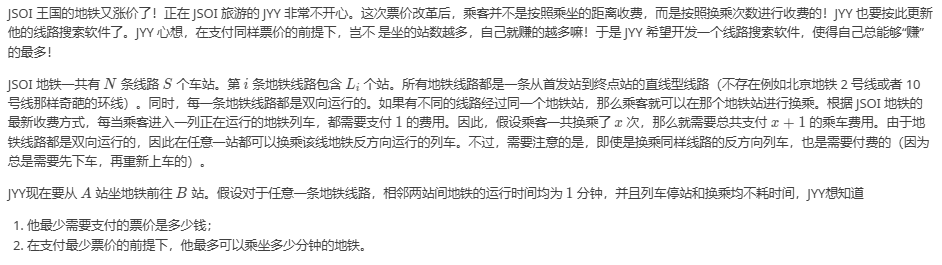 JSOI 王国的地铁又涨价了！正在 JSOI 旅游的 JYY 非常不开心。这次票价改革后，乘客并不是按照乘坐的距离收费，而是按照换乘次数进行收费的！JYY 也要按此更新
他的线路搜索软件了。JYY 心想，在支付同样票价的前提下，岂不 是坐的站数越多，自己就赚的越多嘛！于是 JYY 希望开发一个线路搜索软件，使得自己总能够“赚”
的最多！
JSOI 地铁一共有 N 条线路 S 个车站。第 i 条地铁线路包含 L_i 个站。所有地铁线路都是一条从首发站到终点站的直线型线路（不存在例如北京地铁 2 号线或者 10
号线那样奇葩的环线）。同时，每一条地铁线路都是双向运行的。如果有不同的线路经过同一个地铁站，那么乘客就可以在那个地铁站进行换乘。根据 JSOI 地铁的
最新收费方式，每当乘客进入一列正在运行的地铁列车，都需要支付 1 的费用。因此，假设乘客一共换乘了 x 次，那么就需要总共支付 x + 1 的乘车费用。由于地
铁线路都是双向运行的，因此在任意一站都可以换乘该线地铁反方向运行的列车。不过，需要注意的是，即使是换乘同样线路的反方向列车，也是需要付费的（因为
总是需要先下车，再重新上车的）。
JYY现在要从 A 站坐地铁前往 B 站。假设对于任意一条地铁线路，相邻两站间地铁的运行时间均为 1 分钟，并且列车停站和换乘均不耗时间，JYY想知道
1. 他最少需要支付的票价是多少钱；
2. 在支付最少票价的前提下，他最多可以乘坐多少分钟的地铁。